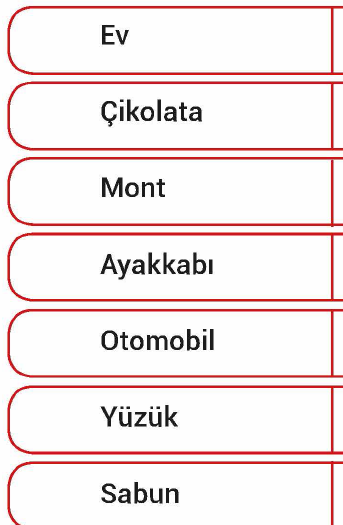 Ev
Çikolata
Mont
Ayakkabı
Otomobil
Yüzük
Sabun